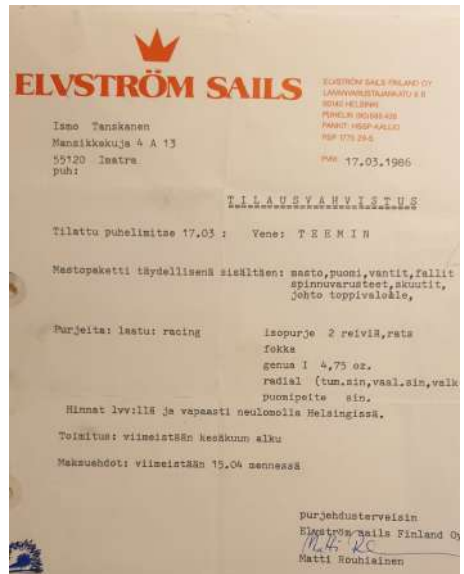 ELVSTRÖM SAILS
ELVSTRÖM SAILS FINLAND OY
00140 HELSINKI
PVM 17.03.1986
Ismo Tanskanen
Mansikkakuja 4 A 13
55120 Imatra
puh:
TILAUSVAHVISTUS
Tilattu puhelimitse 17.03 : Vene: T E E M I N
Mastopaketti täydellisenä sisältäen: masto,puomi,vantit,fallit
spinnuvarusteet,skuutit,
johto toppivalolle,
Purjeita: laatu: racing isopurje 2 reiviä,rats
fokka
genua I 4,75 oz.
radial (tum.sin,vaal.sin,valk
puomipeite sin.
Hinnat lvv:llä ja vapaasti neulomolla Helsingissä.
Toimitus: viimeistään kesäkuun alku
Maksuehdot: viimeistään 15.04 mennessä
purjehdusterveisin
Elvström Sails Finland Oy
Matti Rouhiainen